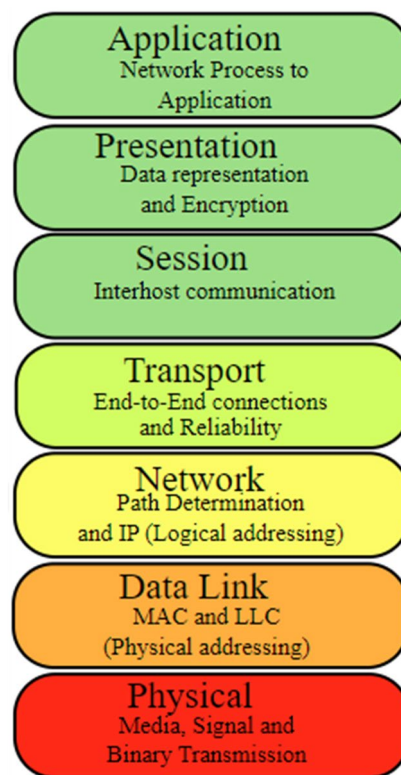 Application
Network Process to
Application
Presentation
Data representation
and Encryption
Session
Interhost communication
Transport
End-to-End connections
and Reliability
Network
Path Determination
and IP (Logical addressing)
Data Link
MAC and LLC
(Physical addressing)
Physical
Media, Signal and
Binary Transmission